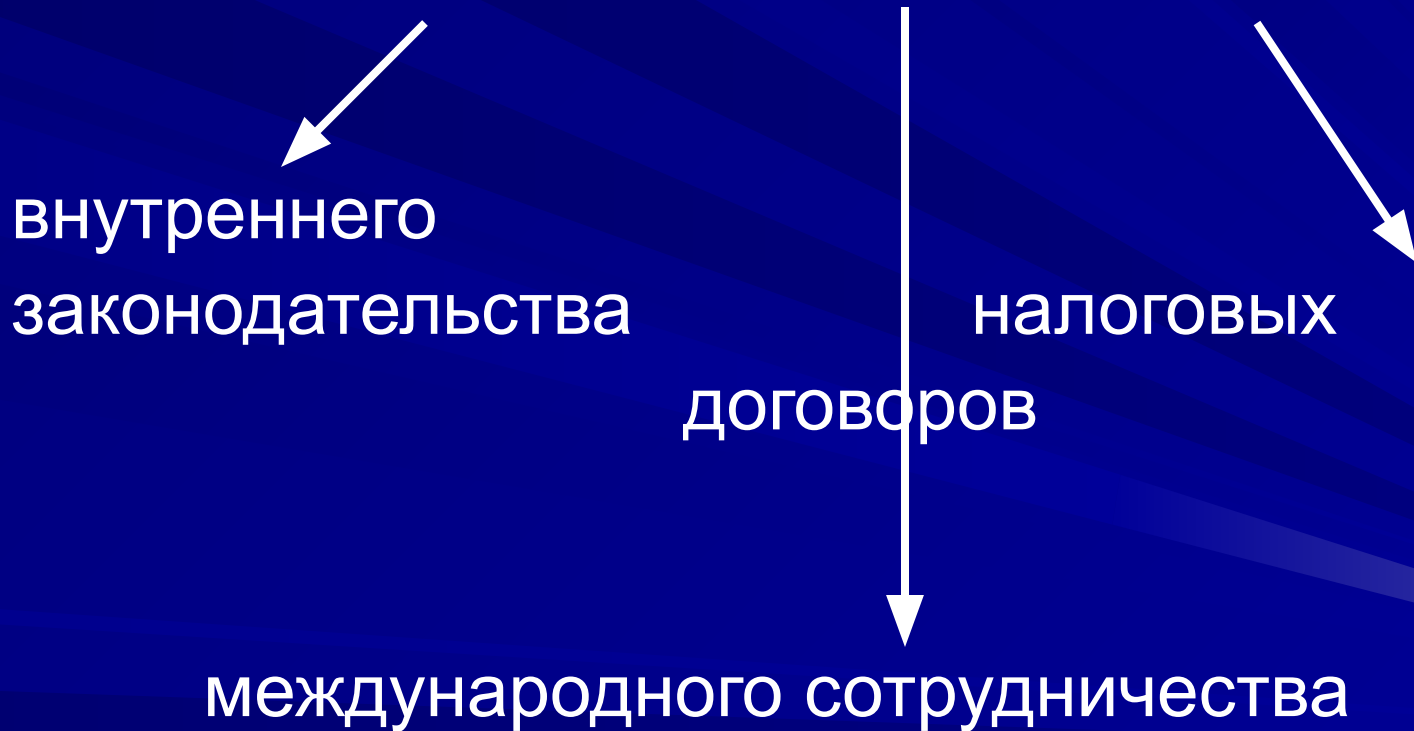 внутреннего
законодательства налоговых
договоров
международного сотрудничества